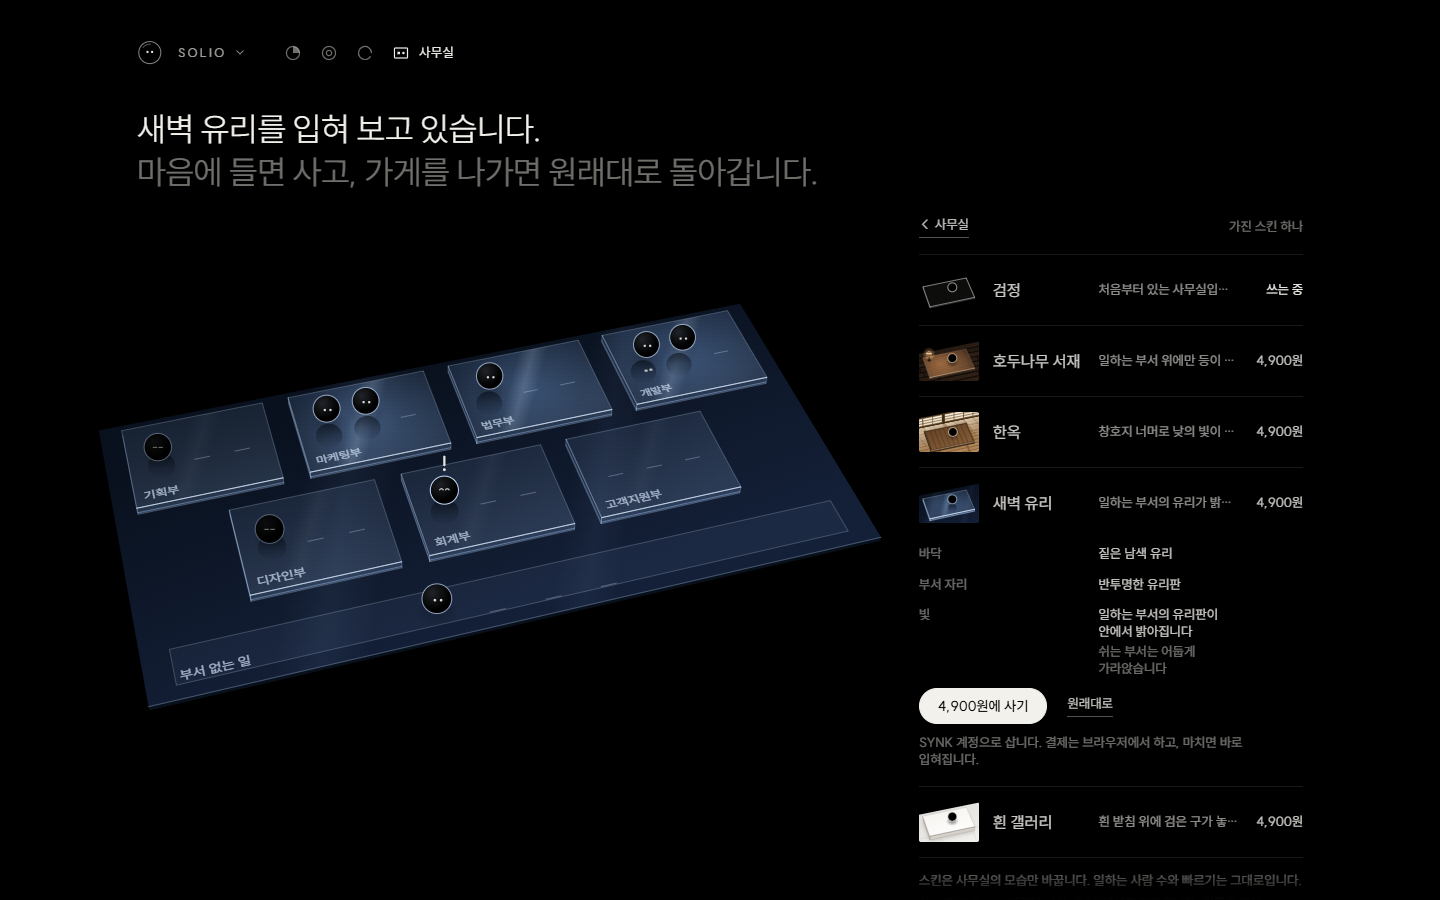 SOLIO
사무실
새벽 유리를 입혀 보고 있습니다.
마음에 들면 사고, 가게를 나가면 원래대로 돌아갑니다.
사무실
가진 스킨 하나
검정
처음부터 있는 사무실입…
쓰는 중
호두나무 서재
일하는 부서 위에만 등이 …
4,900원
한옥
창호지 너머로 낮의 빛이 …
4,900원
새벽 유리
일하는 부서의 유리가 밝…
4,900원
바닥
짙은 남색 유리
부서 자리
반투명한 유리판
빛
일하는 부서의 유리판이
안에서 밝아집니다
쉬는 부서는 어둡게
가라앉습니다
4,900원에 사기
원래대로
SYNK 계정으로 삽니다. 결제는 브라우저에서 하고, 마치면 바로
입혀집니다.
흰 갤러리
흰 받침 위에 검은 구가 놓…
4,900원
스킨은 사무실의 모습만 바꿉니다. 일하는 사람 수와 빠르기는 그대로입니다.
기획부
마케팅부
법무부
개발부
디자인부
회계부
!
고객지원부
부서 없는 일